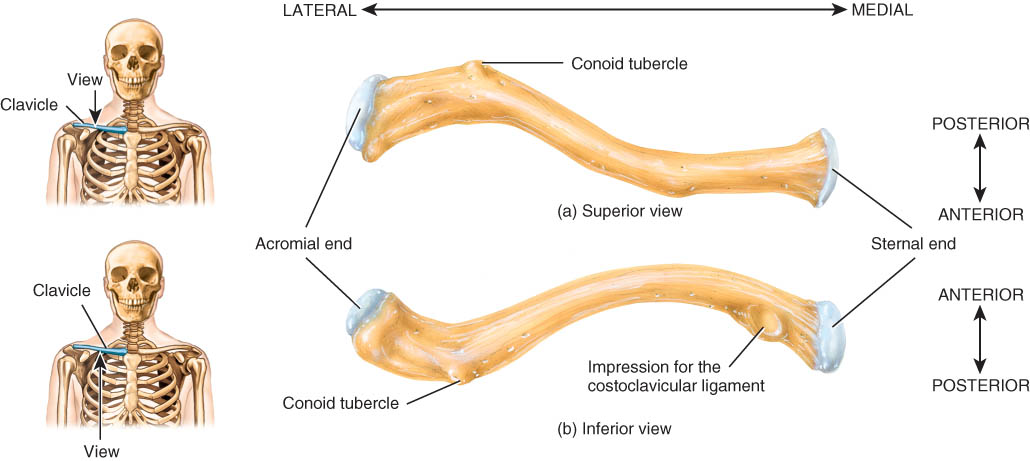 LATERAL
MEDIAL
View
Clavicle
Conoid tubercle
POSTERIOR
ANTERIOR
(a) Superior view
Acromial end
Sternal end
Clavicle
ANTERIOR
POSTERIOR
Impression for the
costoclavicular ligament
Conoid tubercle
(b) Inferior view
View